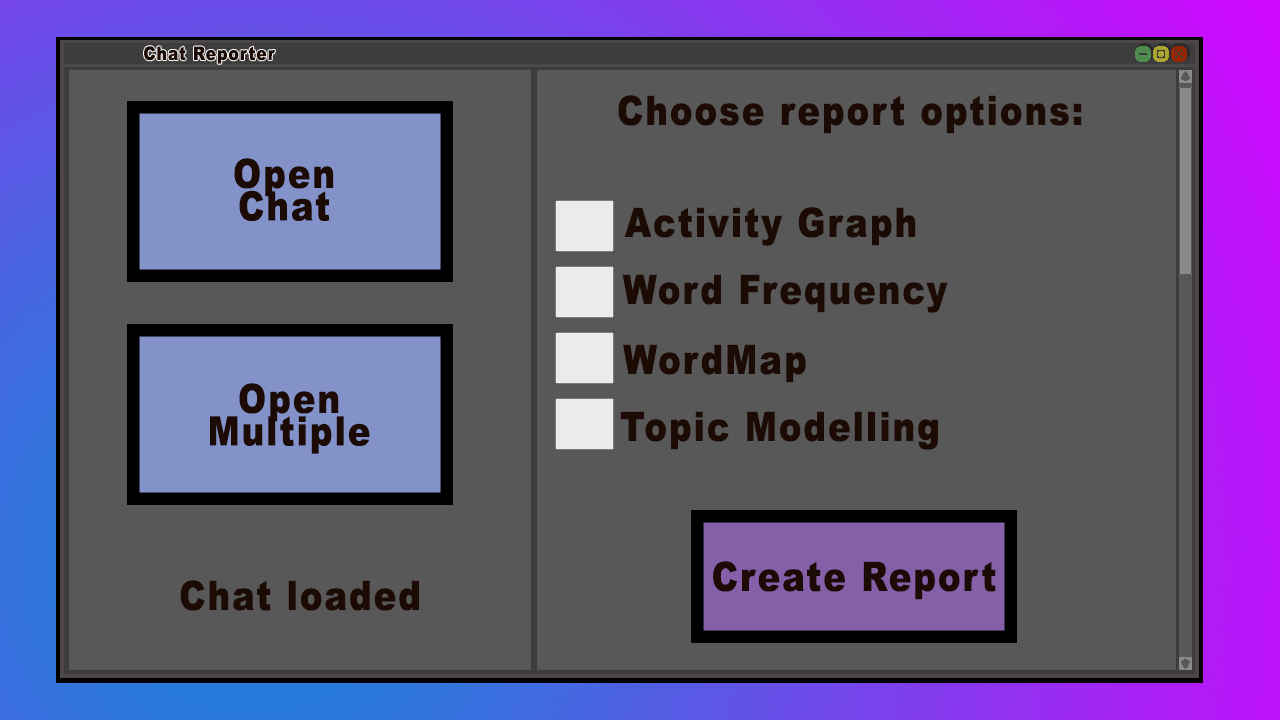 Chat Reporter
Open
Chat
Open
Multiple
Chat loaded
Choose report options:
Activity Graph
Word Frequency
WordMap
Topic Modelling
Create Report